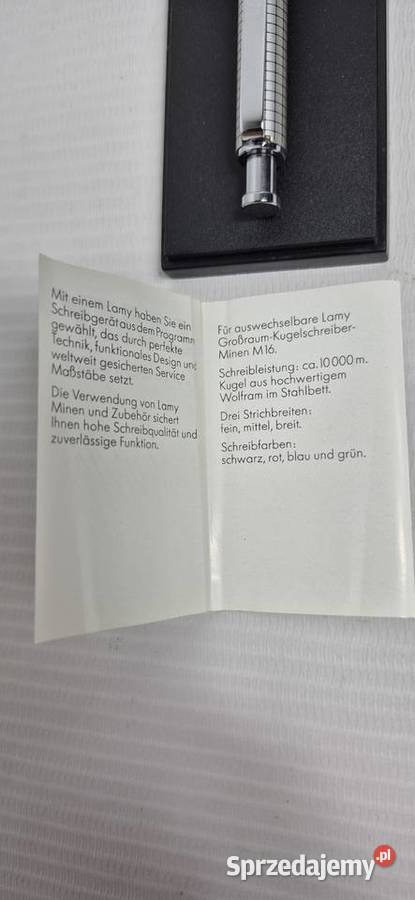 Mit einem Lamy haben Sie ein
Schreibgerät aus dem Programm
gewählt, das durch perfekte
Technik, funktionales Design und
weltweit gesicherten Service
Maßstäbe setzt.
Die Verwendung von Lamy
Minen und Zubehör sichert
Ihnen hohe Schreibqualität und
zuverlässige Funktion.
Für auswechselbare Lamy
Großraum-Kugelschreiber-
Minen M16.
Schreibleistung: ca. 10 000 m.
Kugel aus hochwertigem
Wolfram im Stahlbett.
Drei Strichbreiten:
fein, mittel, breit.
Schreibfarben:
schwarz, rot, blau und grün.
Sprzedajemy.pl